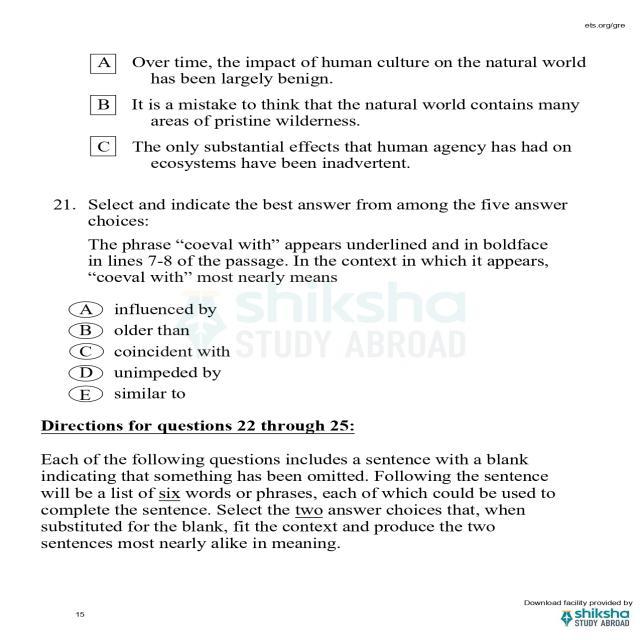 ets.org/gre
A Over time, the impact of human culture on the natural world
has been largely benign.
B It is a mistake to think that the natural world contains many
areas of pristine wilderness.
C The only substantial effects that human agency has had on
ecosystems have been inadvertent.
21. Select and indicate the best answer from among the five answer
choices:
The phrase “coeval with” appears underlined and in boldface
in lines 7-8 of the passage. In the context in which it appears,
“coeval with” most nearly means
A influenced by
B older than
C coincident with
D unimpeded by
E similar to
shiksha
STUDY ABROAD
Directions for questions 22 through 25:
Each of the following questions includes a sentence with a blank
indicating that something has been omitted. Following the sentence
will be a list of six words or phrases, each of which could be used to
complete the sentence. Select the two answer choices that, when
substituted for the blank, fit the context and produce the two
sentences most nearly alike in meaning.
Download facility provided by
15
shiksha
STUDY ABROAD